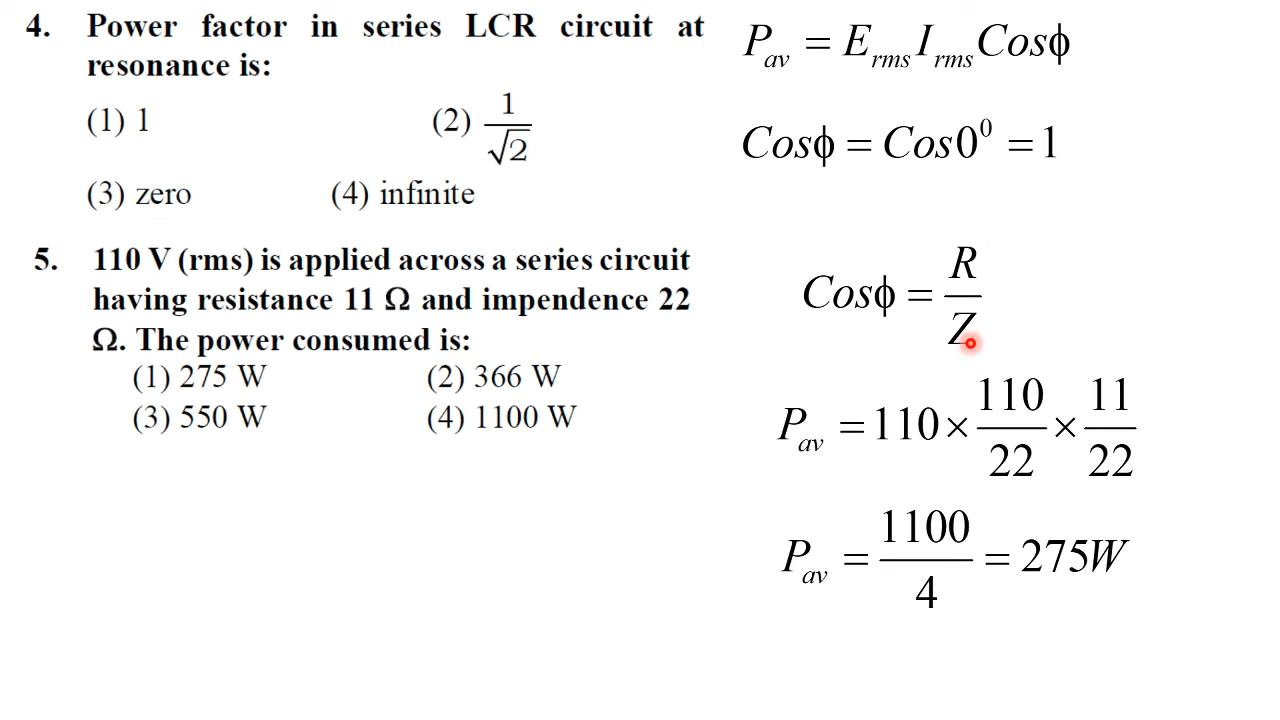 4. Power factor in series LCR circuit at
resonance is:
(1) 1 (2) 1/√2
(3) zero (4) infinite
5. 110 V (rms) is applied across a series circuit
having resistance 11 Ω and impendence 22
Ω. The power consumed is:
(1) 275 W (2) 366 W
(3) 550 W (4) 1100 W
P_av = E_rms I_rms Cosϕ
Cosϕ = Cos0⁰ = 1
Cosϕ = R/Z
P_av = 110 × 110/22 × 11/22
P_av = 1100/4 = 275W